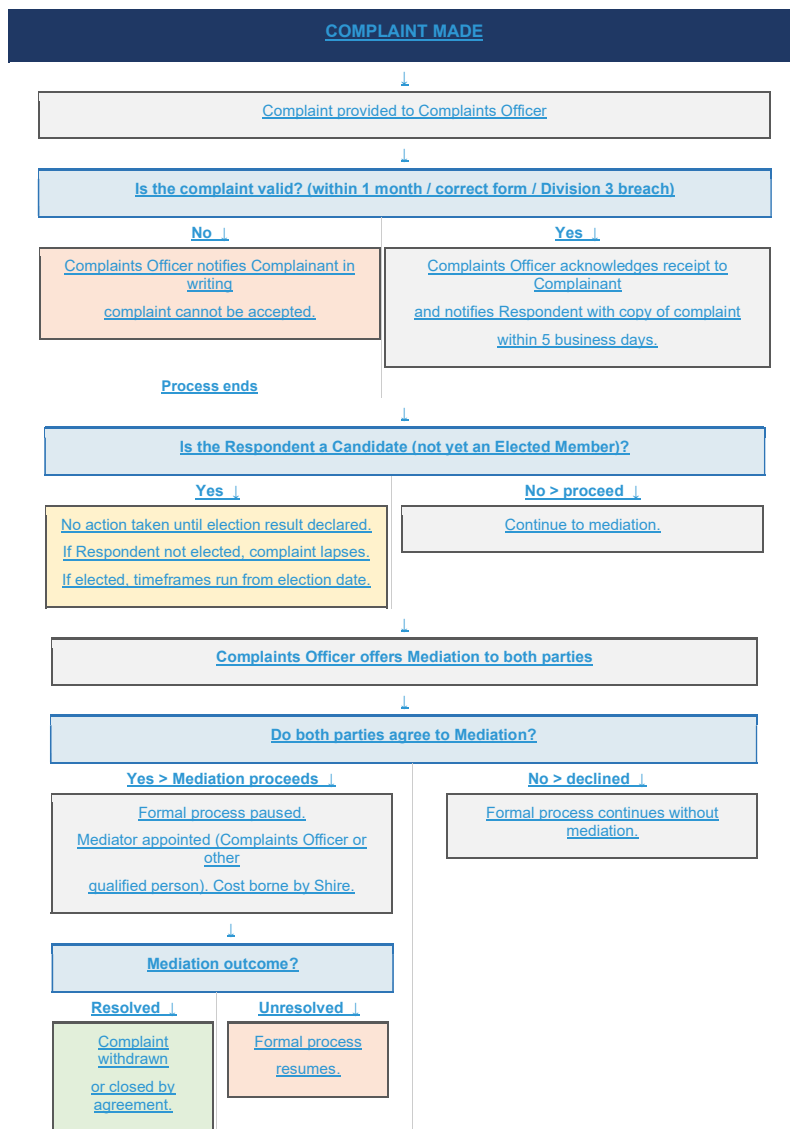 COMPLAINT MADE
↓
Complaint provided to Complaints Officer
↓
Is the complaint valid? (within 1 month / correct form / Division 3 breach)
No ↓
Complaints Officer notifies Complainant in
writing
complaint cannot be accepted.
Process ends
Yes ↓
Complaints Officer acknowledges receipt to
Complainant
and notifies Respondent with copy of complaint
within 5 business days.
↓
Is the Respondent a Candidate (not yet an Elected Member)?
Yes ↓
No action taken until election result declared.
If Respondent not elected, complaint lapses.
If elected, timeframes run from election date.
No > proceed ↓
Continue to mediation.
↓
Complaints Officer offers Mediation to both parties
↓
Do both parties agree to Mediation?
Yes > Mediation proceeds ↓
Formal process paused.
Mediator appointed (Complaints Officer or
other
qualified person). Cost borne by Shire.
No > declined ↓
Formal process continues without
mediation.
↓
Mediation outcome?
Resolved ↓
Complaint
withdrawn
or closed by
agreement.
Unresolved ↓
Formal process
resumes.